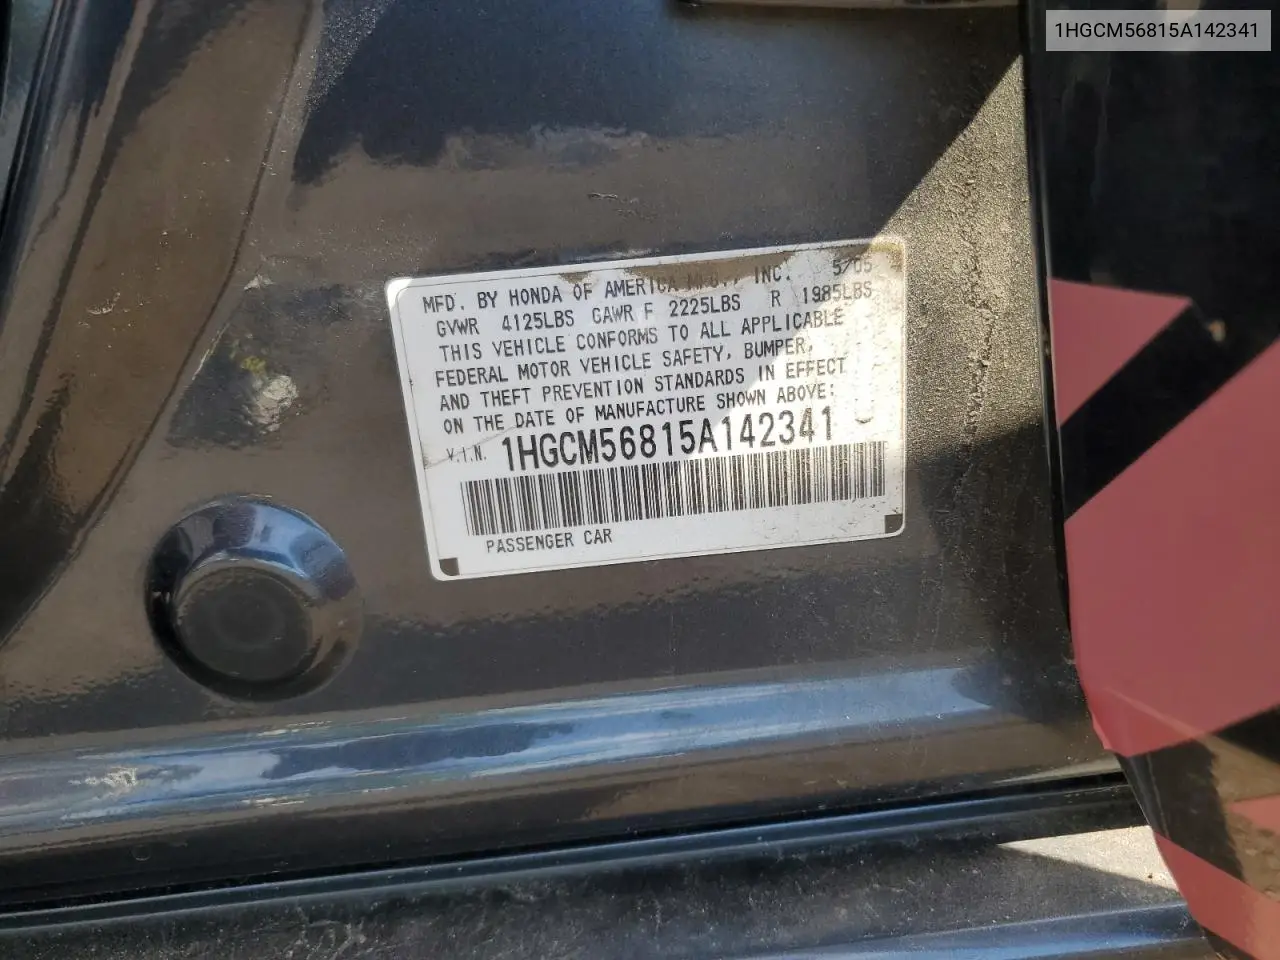 1HGCM56815A142341
MFD. BY HONDA OF AMERICA MFG., INC. 5/05
GVWR 4125LBS GAWR F 2225LBS R 1985LBS
THIS VEHICLE CONFORMS TO ALL APPLICABLE
FEDERAL MOTOR VEHICLE SAFETY, BUMPER,
AND THEFT PREVENTION STANDARDS IN EFFECT
ON THE DATE OF MANUFACTURE SHOWN ABOVE:
V.I.N. 1HGCM56815A142341
PASSENGER CAR